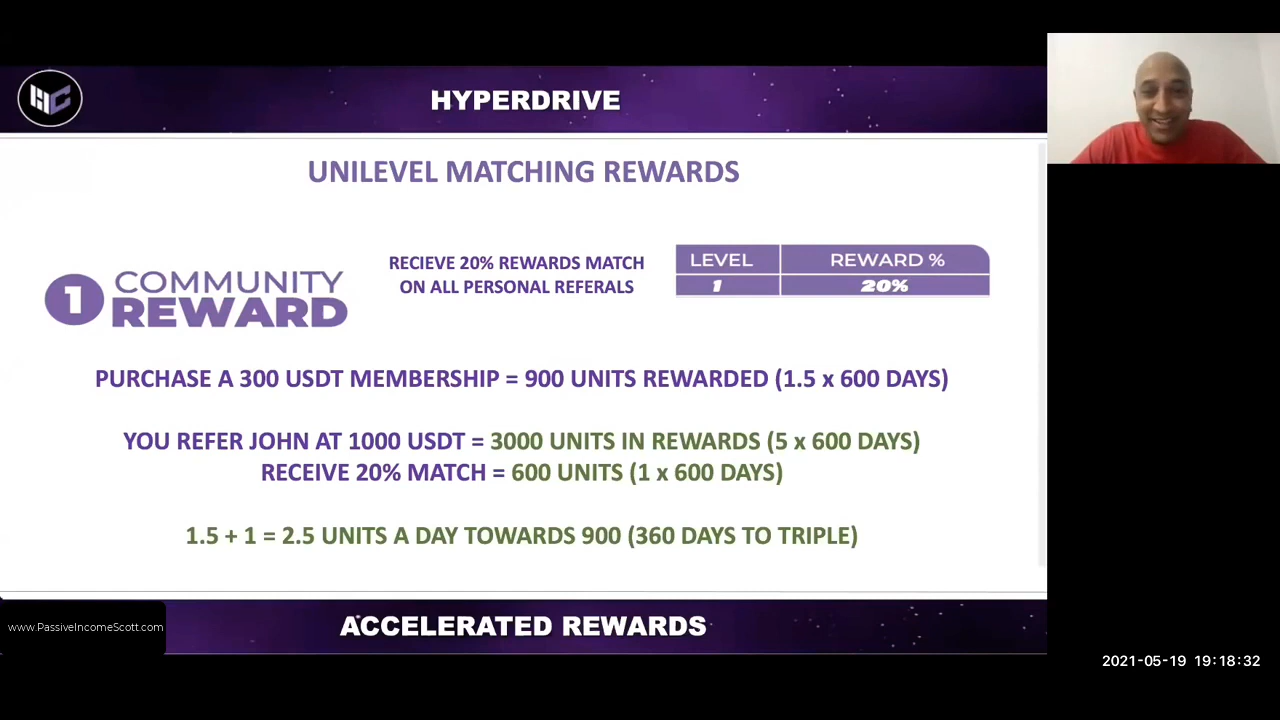 HYPERDRIVE
UNILEVEL MATCHING REWARDS
1 COMMUNITY
REWARD
RECIEVE 20% REWARDS MATCH
ON ALL PERSONAL REFERALS
LEVEL REWARD %
1 20%
PURCHASE A 300 USDT MEMBERSHIP = 900 UNITS REWARDED (1.5 x 600 DAYS)
YOU REFER JOHN AT 1000 USDT = 3000 UNITS IN REWARDS (5 x 600 DAYS)
RECEIVE 20% MATCH = 600 UNITS (1 x 600 DAYS)
1.5 + 1 = 2.5 UNITS A DAY TOWARDS 900 (360 DAYS TO TRIPLE)
www.PassiveIncomeScott.com
ACCELERATED REWARDS
2021-05-19 19:18:32